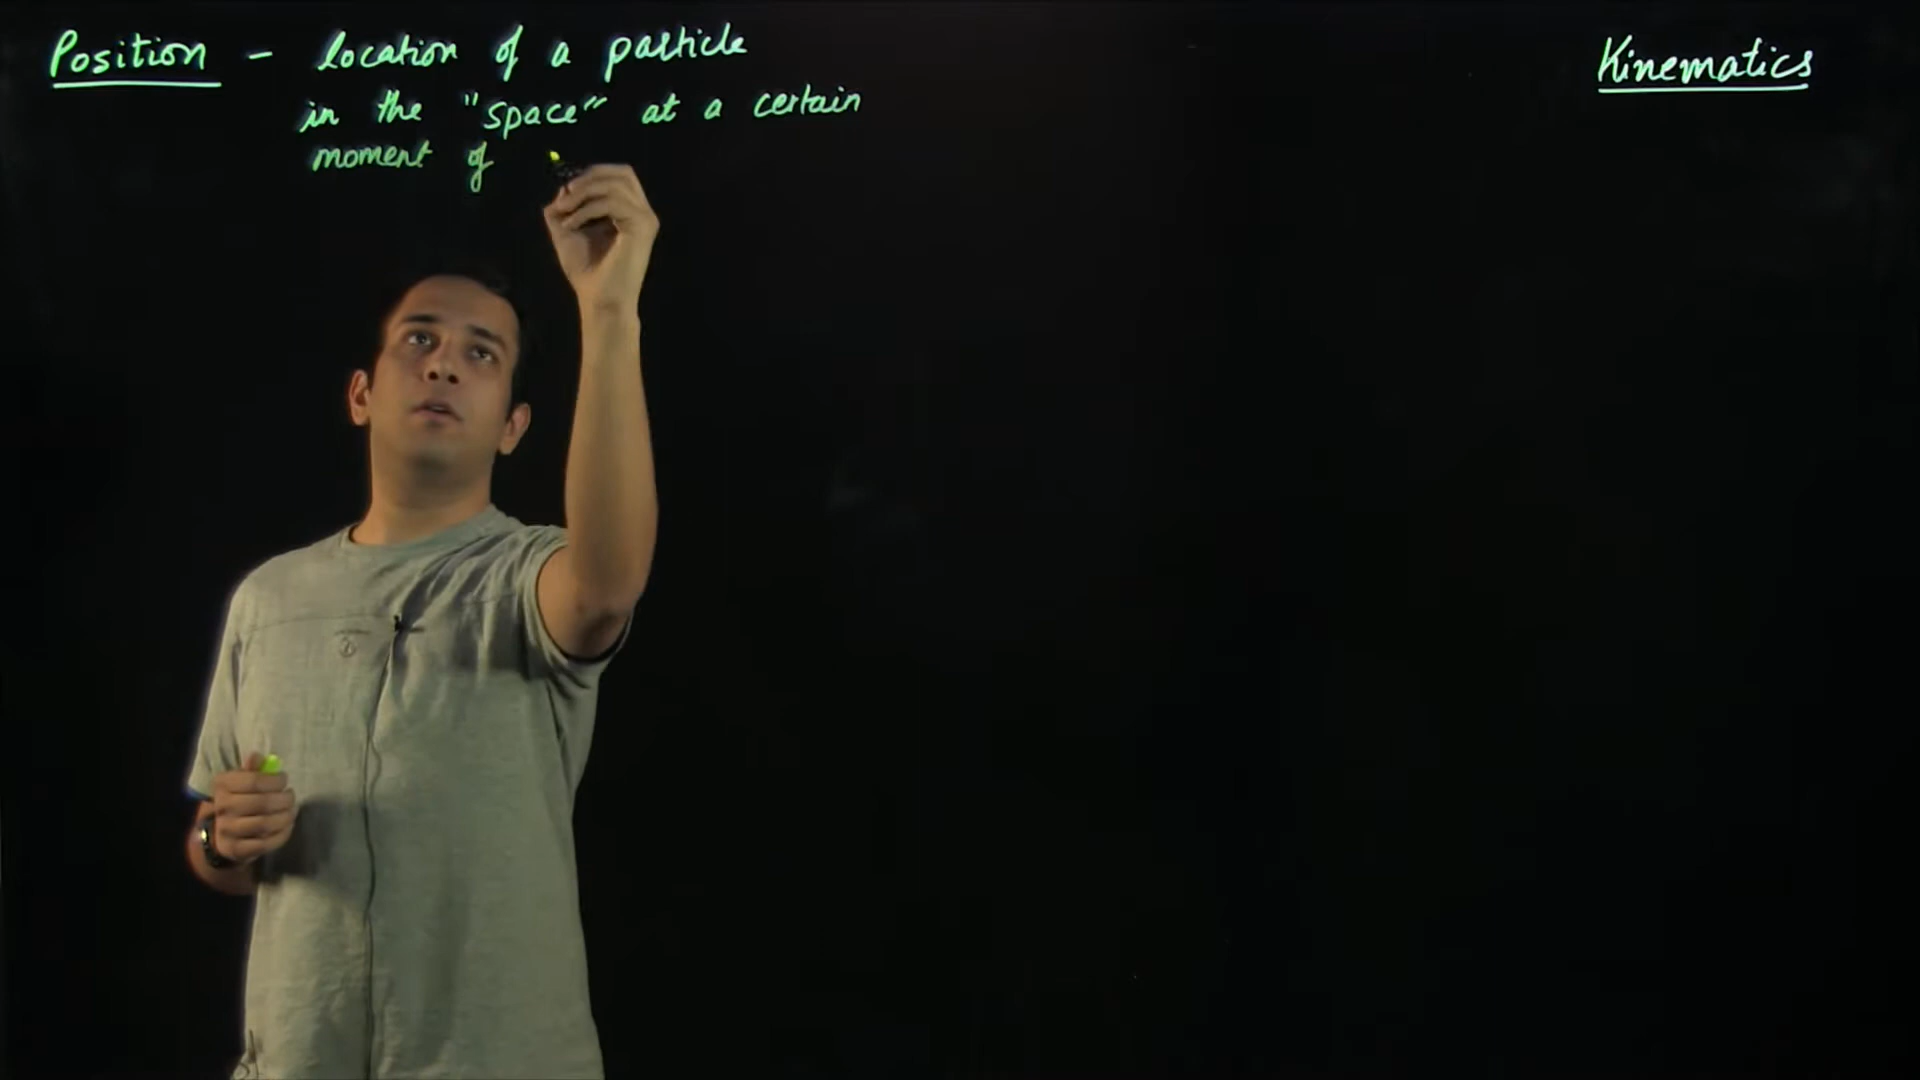 Position - location of a particle
in the "space" at a certain
moment of
Kinematics